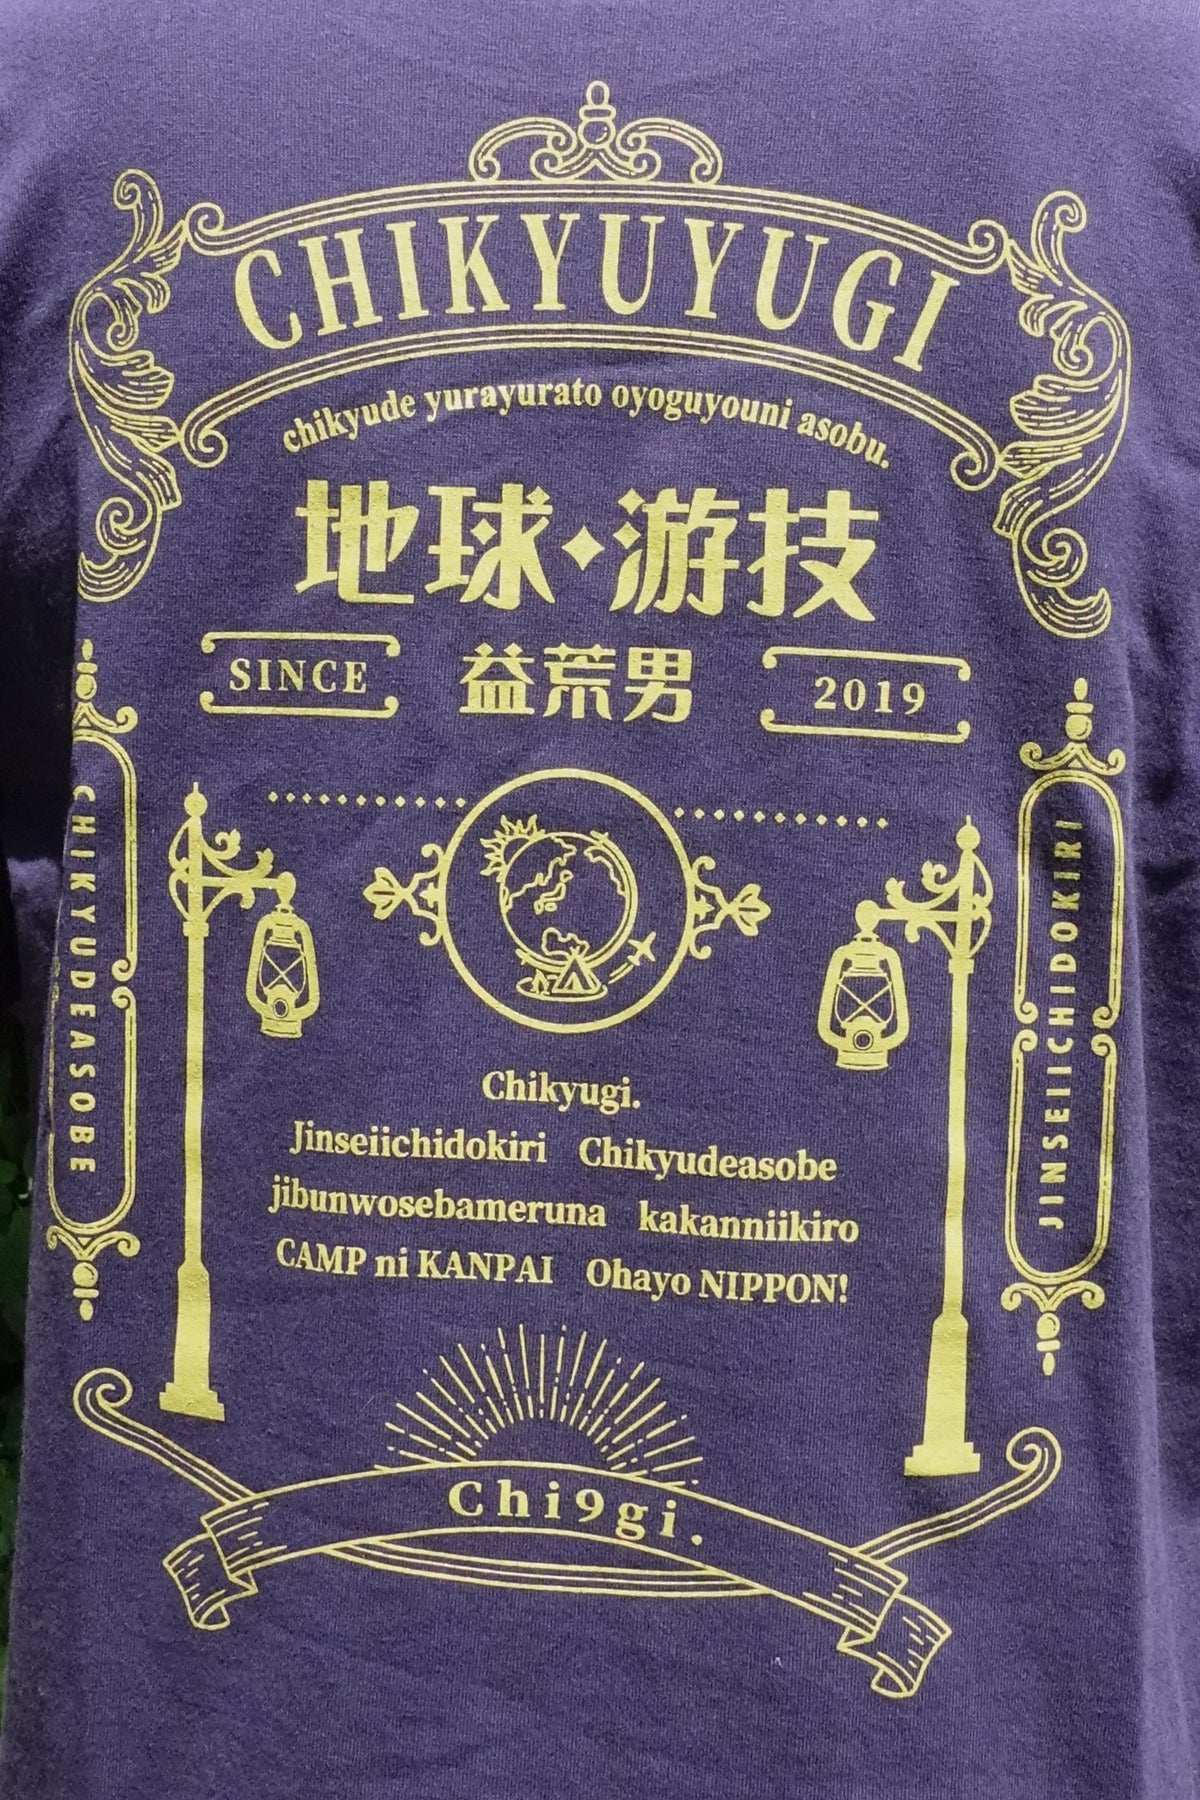 CHIKYUYUGI
chikyude yurayurato oyoguyouni asobu.
地球・游技
SINCE
益荒男
2019
CHIKYUDEASOBE
JINSEIICHIDOKIRI
Chikyugi.
Jinseiichidokiri Chikyudeasobe
jibunwosebameruna kakanniikiro
CAMP ni KANPAI Ohayo NIPPON!
Chi9gi.